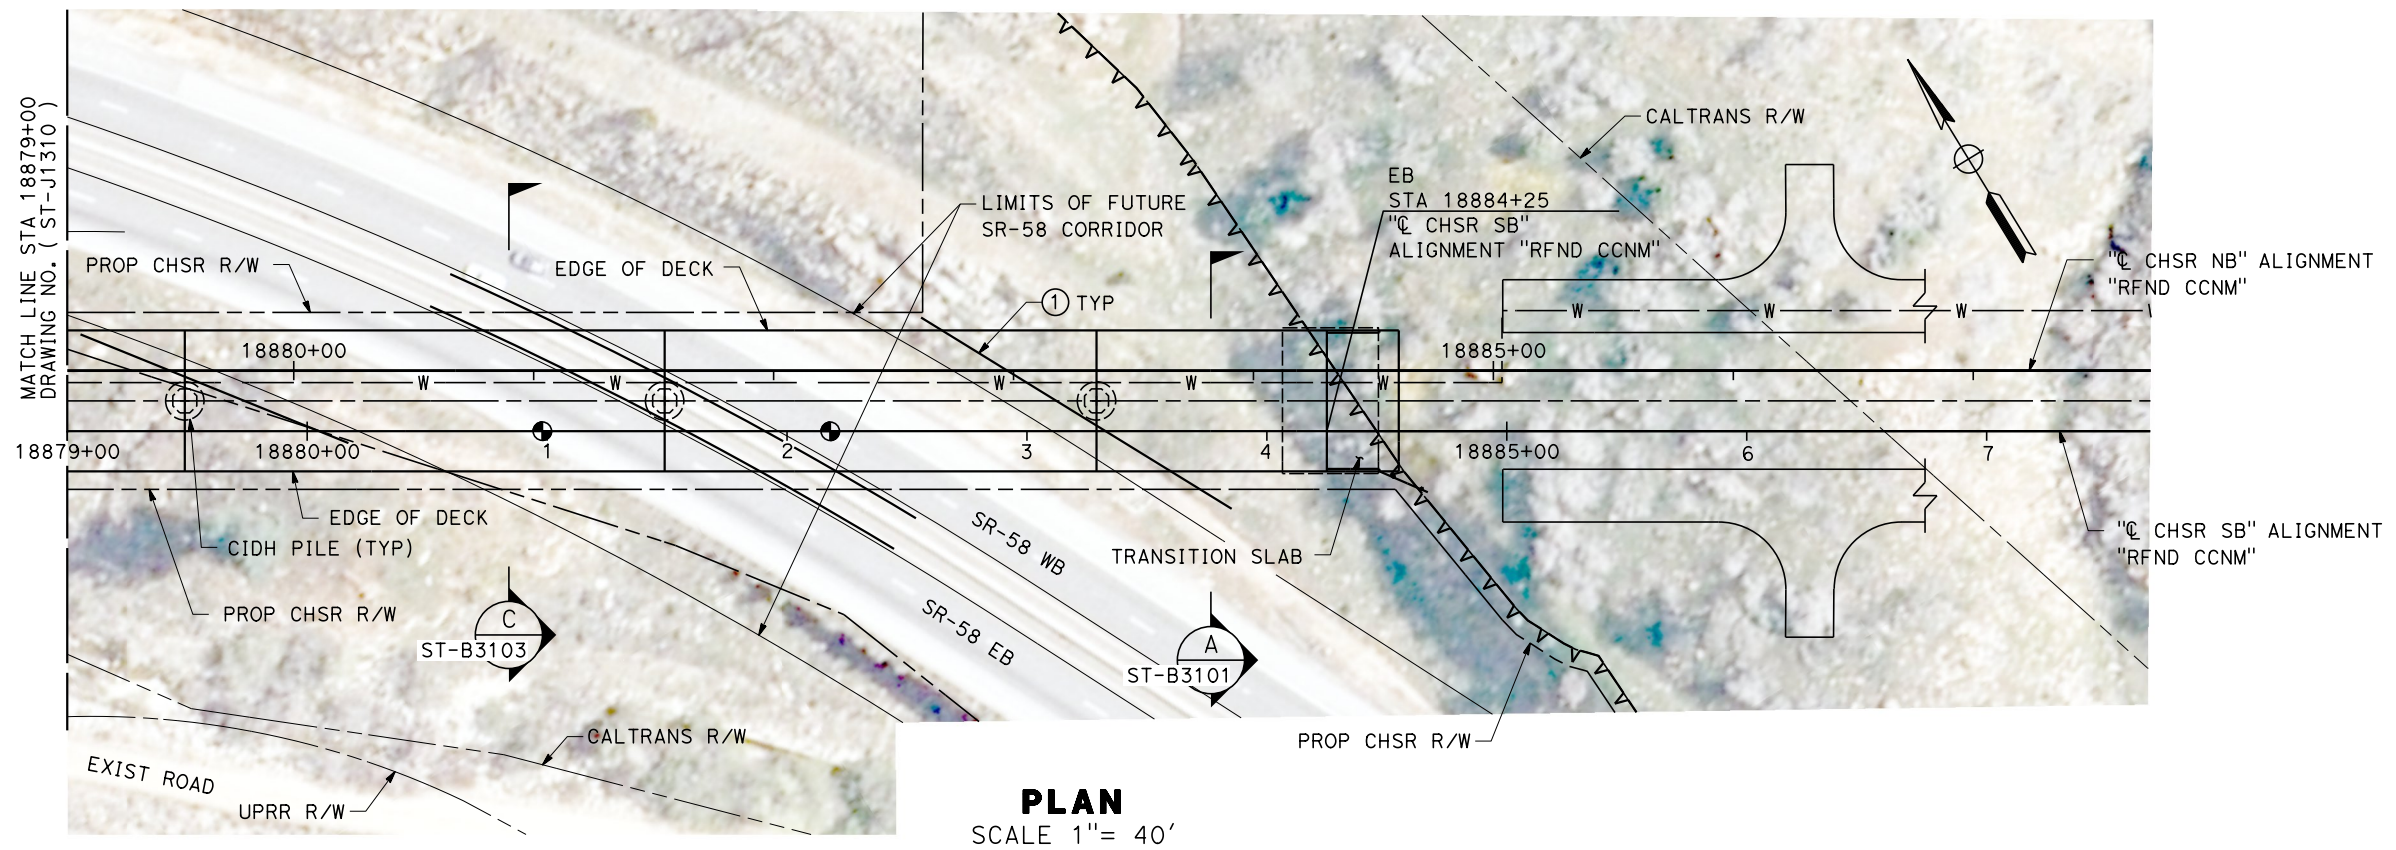 MATCH LINE STA 18879+00
DRAWING NO. ( ST-J1310 )
CALTRANS R/W
EB
STA 18884+25
"℄ CHSR SB"
ALIGNMENT "RFND CCNM"
LIMITS OF FUTURE
SR-58 CORRIDOR
PROP CHSR R/W
EDGE OF DECK
1 TYP
"℄ CHSR NB" ALIGNMENT
"RFND CCNM"
W W W
18880+00
18885+00
W W W W W
18879+00
18880+00
1
2
3
4
18885+00
6
7
EDGE OF DECK
CIDH PILE (TYP)
SR-58 WB
TRANSITION SLAB
"℄ CHSR SB" ALIGNMENT
"RFND CCNM"
PROP CHSR R/W
C
ST-B3103
SR-58 EB
A
ST-B3101
CALTRANS R/W
PROP CHSR R/W
EXIST ROAD
UPRR R/W
PLAN
SCALE 1"= 40'